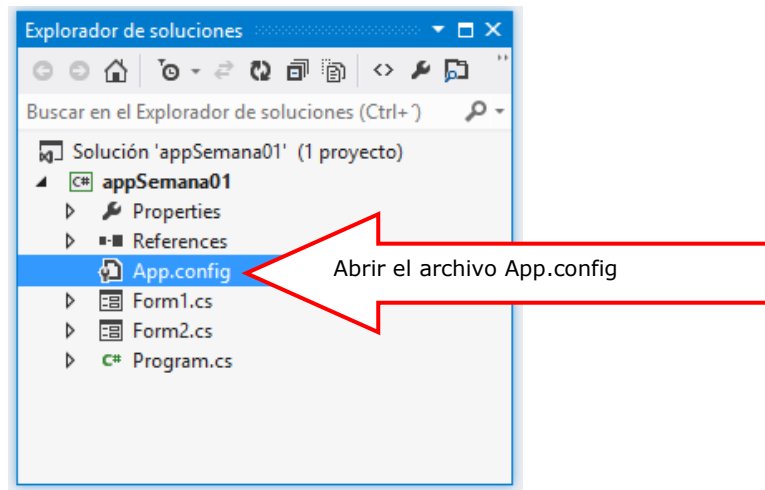 Explorador de soluciones
Buscar en el Explorador de soluciones (Ctrl+´)
Solución 'appSemana01' (1 proyecto)
C# appSemana01
Properties
References
App.config
Abrir el archivo App.config
Form1.cs
Form2.cs
C# Program.cs